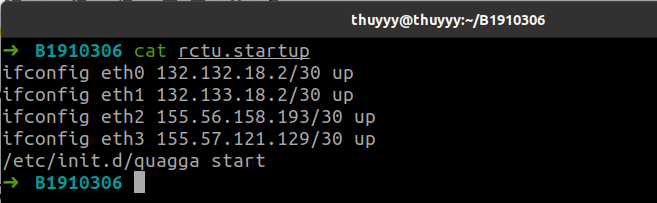 thuyyy@thuyyy:~/B1910306
➜ B1910306 cat rctu.startup
ifconfig eth0 132.132.18.2/30 up
ifconfig eth1 132.133.18.2/30 up
ifconfig eth2 155.56.158.193/30 up
ifconfig eth3 155.57.121.129/30 up
/etc/init.d/quagga start
➜ B1910306